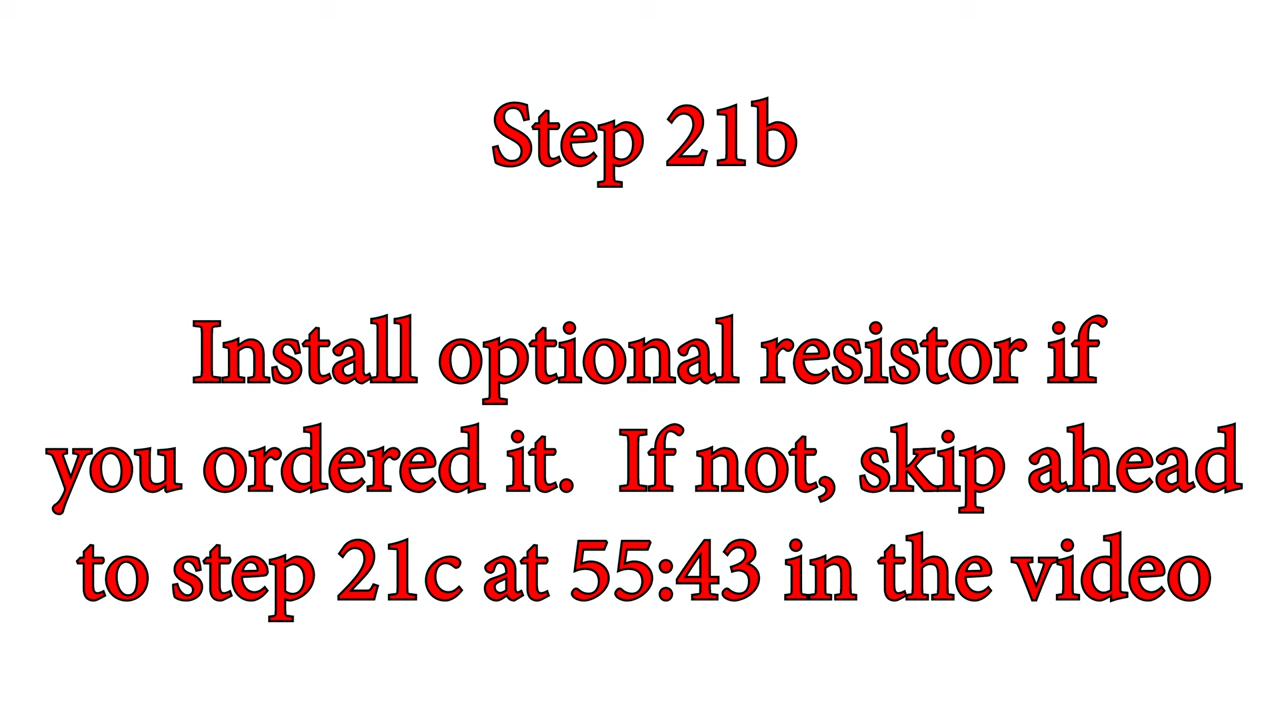 Step 21b
Install optional resistor if
you ordered it.  If not, skip ahead
to step 21c at 55:43 in the video